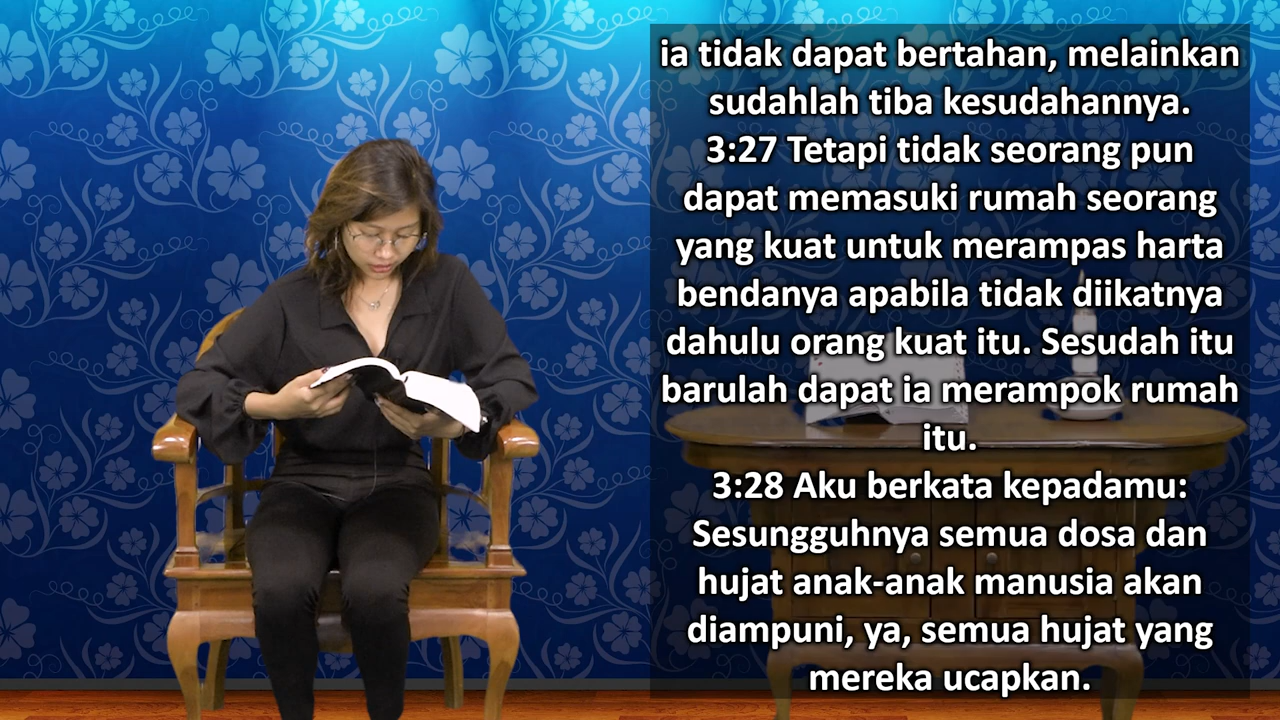 ia tidak dapat bertahan, melainkan
sudahlah tiba kesudahannya.
3:27 Tetapi tidak seorang pun
dapat memasuki rumah seorang
yang kuat untuk merampas harta
bendanya apabila tidak diikatnya
dahulu orang kuat itu. Sesudah itu
barulah dapat ia merampok rumah
itu.
3:28 Aku berkata kepadamu:
Sesungguhnya semua dosa dan
hujat anak-anak manusia akan
diampuni, ya, semua hujat yang
mereka ucapkan.